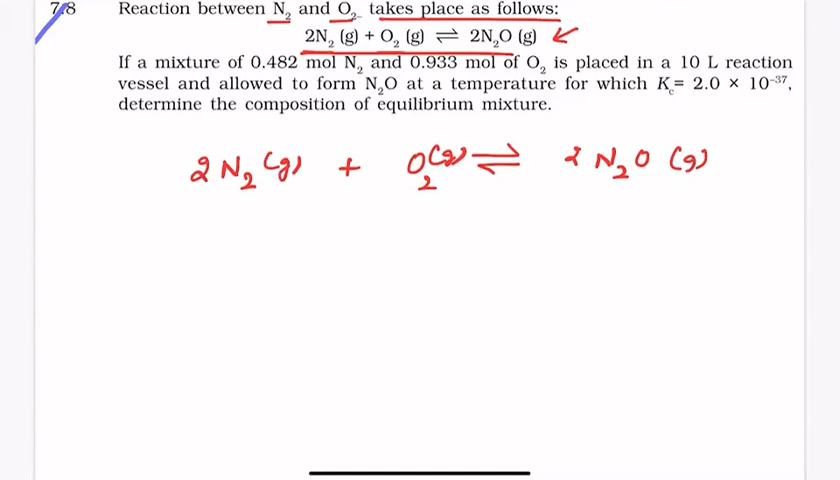 7.8 Reaction between N₂ and O₂ takes place as follows:
2N₂ (g) + O₂ (g) ⇌ 2N₂O (g)
If a mixture of 0.482 mol N₂ and 0.933 mol of O₂ is placed in a 10 L reaction
vessel and allowed to form N₂O at a temperature for which K_c = 2.0 × 10⁻³⁷,
determine the composition of equilibrium mixture.
2 N₂ (g) + O₂ (g) ⇌ 2 N₂O (g)